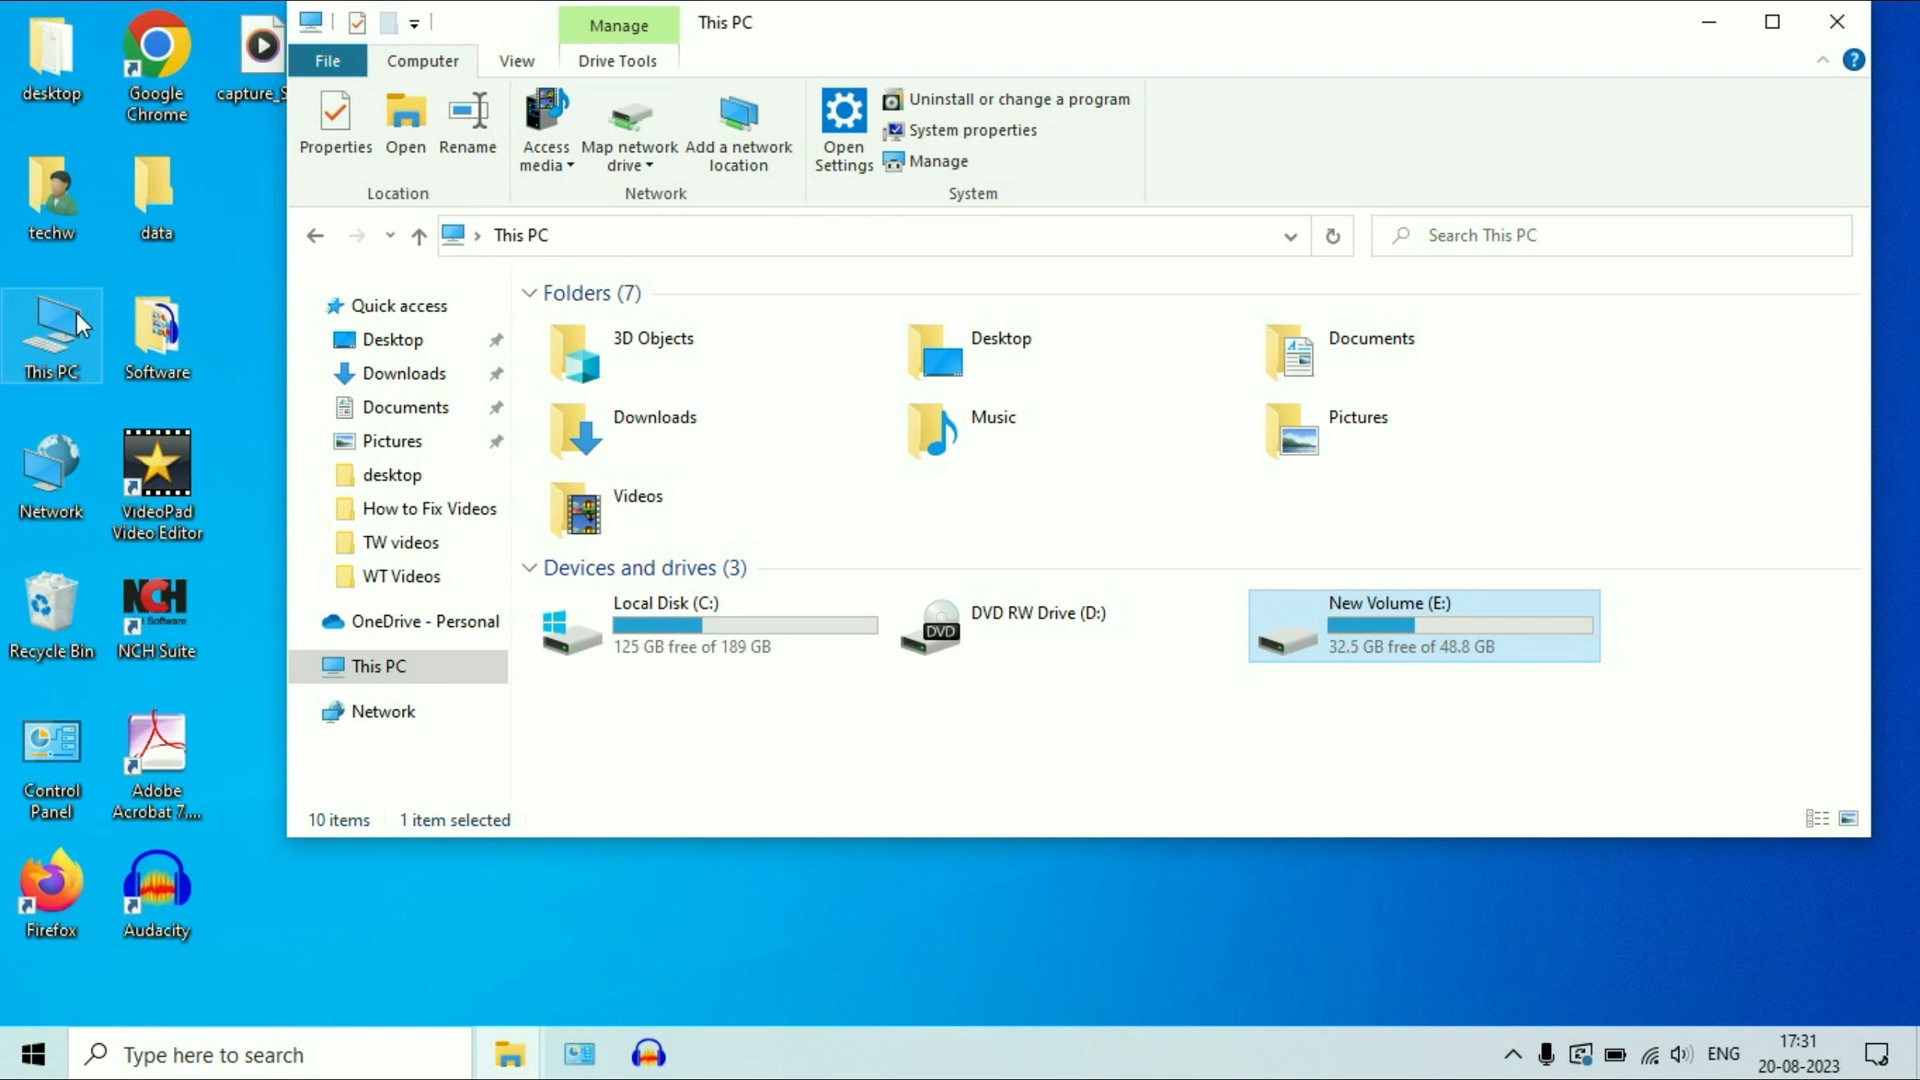 desktop
Google
Chrome
capture_S
techw
data
This PC
Software
Network
VideoPad
Video Editor
Recycle Bin
NCH
Software
NCH Suite
Control
Panel
Adobe
Acrobat 7....
Firefox
Audacity
Manage
This PC
File
Computer
View
Drive Tools
Properties
Open
Rename
Location
Access
media
Map network
drive
Add a network
location
Network
Open
Settings
Uninstall or change a program
System properties
Manage
System
This PC
Search This PC
Quick access
Desktop
Downloads
Documents
Pictures
desktop
How to Fix Videos
TW videos
WT Videos
OneDrive - Personal
This PC
Network
Folders (7)
3D Objects
Desktop
Documents
Downloads
Music
Pictures
Videos
Devices and drives (3)
Local Disk (C:)
125 GB free of 189 GB
DVD
DVD RW Drive (D:)
New Volume (E:)
32.5 GB free of 48.8 GB
10 items
1 item selected
Type here to search
ENG
17:31
20-08-2023